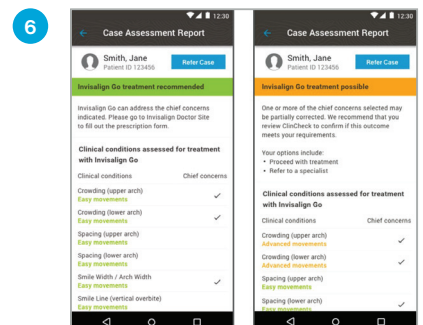 6
12:30
Case Assessment
Report
Smith, Jane
Patient ID 123456
Refer Case
Invisalign Go treatment recommended
Invisalign Go can address the chief concerns
indicated. Please go to Invisalign Doctor Site
to fill out the prescription form.
Clinical conditions assessed for treatment
with Invisalign Go
Clinical conditions
Chief concerns
Crowding (upper arch)
Easy movements
Crowding (lower arch)
Easy movements
Spacing (upper arch)
Easy movements
Spacing (lower arch)
Easy movements
Smile Width / Arch Width
Easy movements
Smile Line (vertical overbite)
Easy movements
12:30
Case Assessment
Report
Smith, Jane
Patient ID 123456
Refer Case
Invisalign Go treatment possible
One or more of the chief concerns selected may
be partially corrected. We recommend that you
review ClinCheck to confirm if this outcome
meets your requirements.
Your options include:
• Proceed with treatment
• Refer to a specialist
Clinical conditions assessed for treatment
with Invisalign Go
Clinical conditions
Chief concerns
Crowding (upper arch)
Advanced movements
Crowding (lower arch)
Advanced movements
Spacing (upper arch)
Easy movements
Spacing (lower arch)
Easy movements